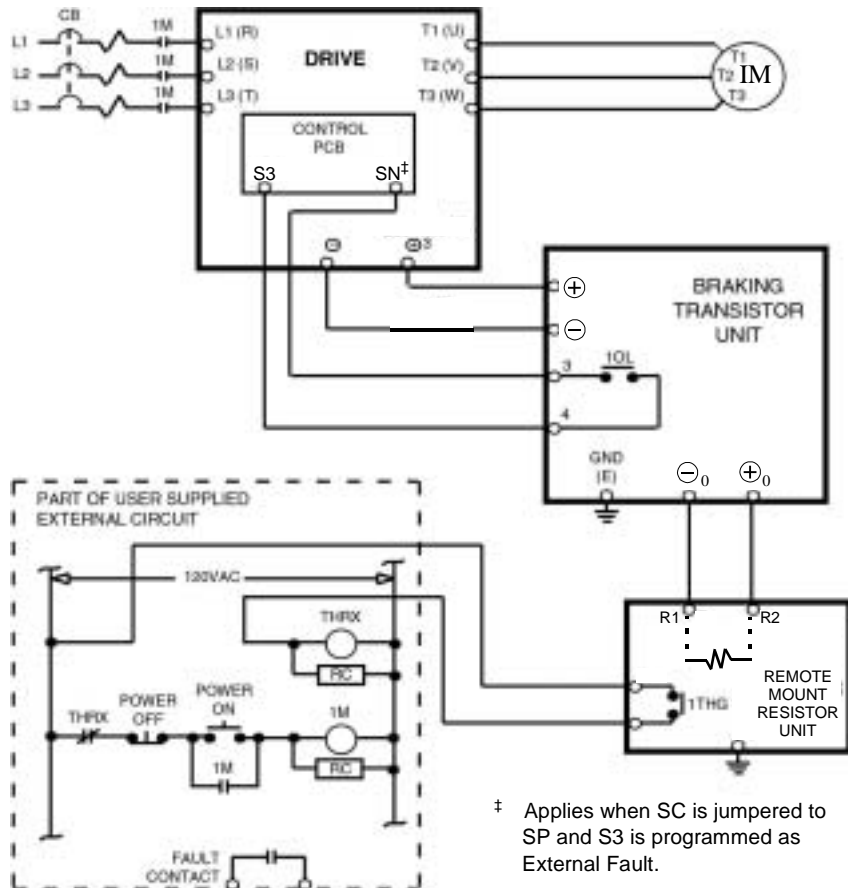 CB
1M
L1
L1 (R)
T1 (U)
1M
L2
L2 (S)
DRIVE
T2 (V)
1M
L3
L3 (T)
T3 (W)
T1
T2 IM
T3
CONTROL
PCB
S3
SN‡
⊖
⊕3
BRAKING
TRANSISTOR
UNIT
⊕
⊖
3
1OL
4
GND
(E)
⊖0
⊕0
PART OF USER SUPPLIED
EXTERNAL CIRCUIT
120VAC
THRX
RC
THRX
POWER
OFF
POWER
ON
1M
1M
RC
FAULT
CONTACT
R1
R2
1THG
REMOTE
MOUNT
RESISTOR
UNIT
‡ Applies when SC is jumpered to
SP and S3 is programmed as
External Fault.